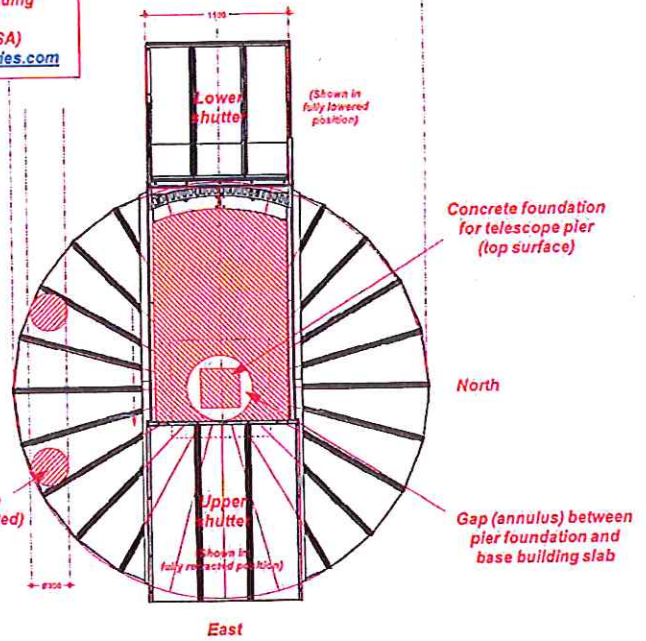 SA)
ies.com
1100
Lower
shutter
(Shown in
fully lowered
position)
Concrete foundation
for telescope pier
(top surface)
North
Upper
shutter
(Shown in
fully retracted position)
Gap (annulus) between
pier foundation and
base building slab
East